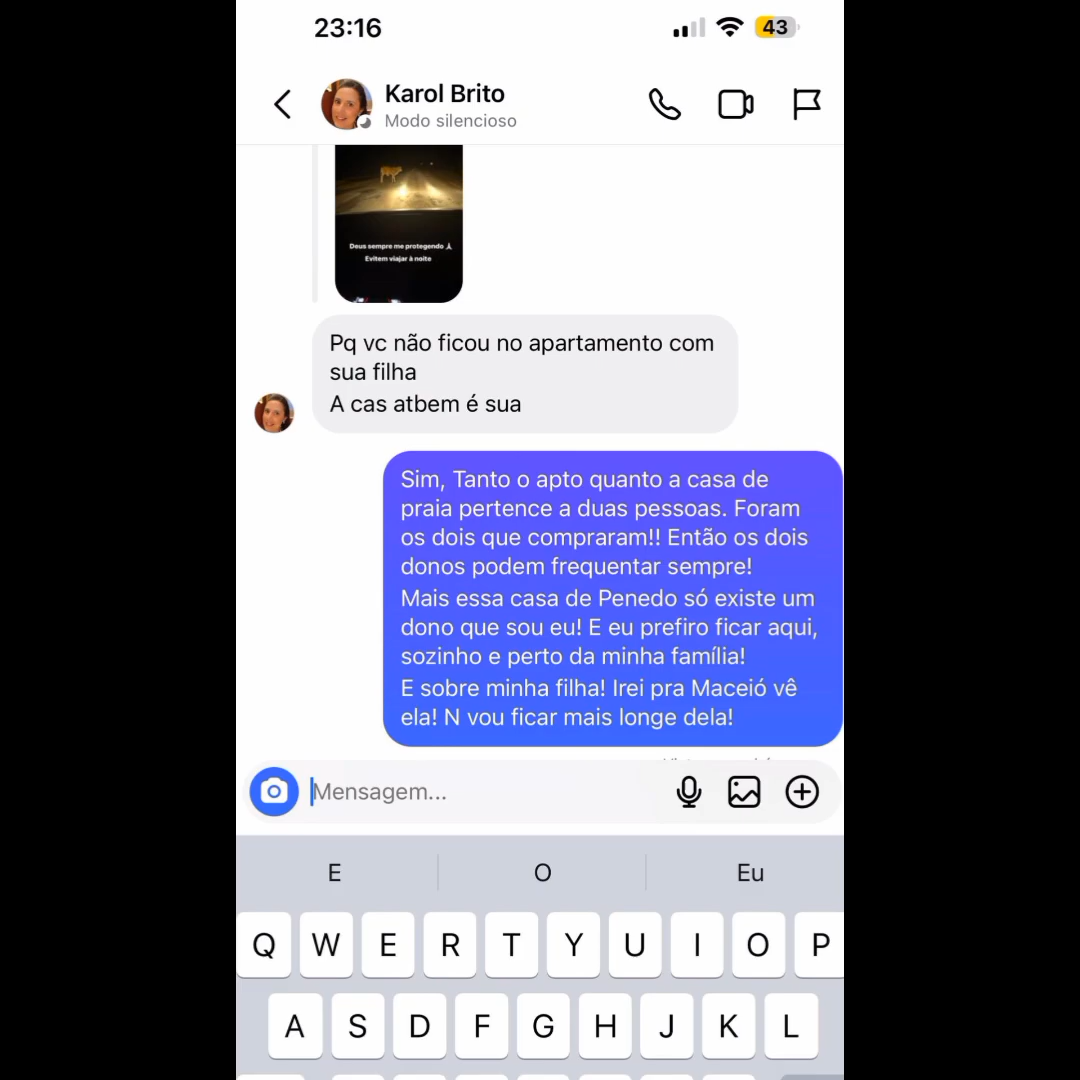 23:16
43
Karol Brito
Modo silencioso
Deus sempre me protegendo 🙏
Evitem viajar à noite
Pq vc não ficou no apartamento com
sua filha
A cas atbem é sua
Sim, Tanto o apto quanto a casa de
praia pertence a duas pessoas. Foram
os dois que compraram!! Então os dois
donos podem frequentar sempre!
Mais essa casa de Penedo só existe um
dono que sou eu! E eu prefiro ficar aqui,
sozinho e perto da minha família!
E sobre minha filha! Irei pra Maceió vê
ela! N vou ficar mais longe dela!
Mensagem...
E O Eu
Q W E R T Y U I O P
A S D F G H J K L